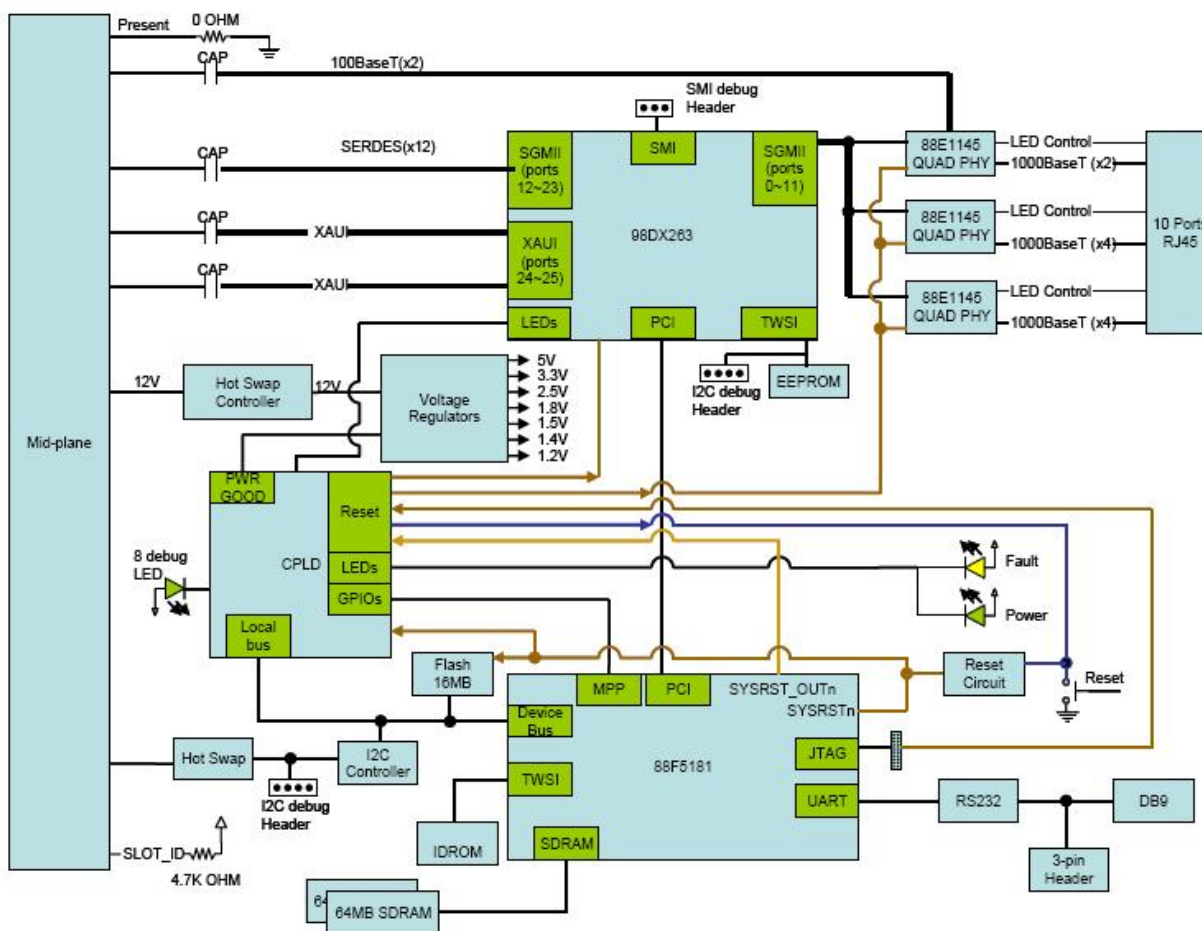 Present
0 OHM
CAP
100BaseT(x2)
SMI debug
Header
CAP
SERDES(x12)
SGMII
(ports
12~23)
SMI
SGMII
(ports
0~11)
88E1145
QUAD PHY
LED Control
1000BaseT (x2)
CAP
XAUI
XAUI
(ports
24~25)
98DX263
88E1145
QUAD PHY
LED Control
1000BaseT (x4)
10 Ports
RJ45
CAP
XAUI
88E1145
QUAD PHY
LED Control
1000BaseT (x4)
LEDs
PCI
TWSI
I2C debug
Header
EEPROM
12V
Hot Swap
Controller
12V
Voltage
Regulators
5V
3.3V
2.5V
1.8V
1.5V
1.4V
1.2V
Mid-plane
PWR
GOOD
Reset
8 debug
LED
CPLD
LEDs
GPIOs
Local
bus
Fault
Power
Flash
16MB
MPP
PCI
SYSRST_OUTn
SYSRSTn
Reset
Circuit
Reset
Device
Bus
Hot Swap
I2C
Controller
I2C debug
Header
88F5181
JTAG
TWSI
UART
RS232
DB9
IDROM
SDRAM
3-pin
Header
SLOT_ID
4.7K OHM
64MB SDRAM